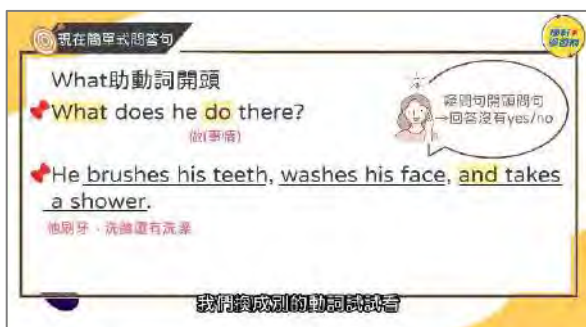 現在簡單式問答句
What助動詞開頭
What does he do there?
做(事情)
疑問句開頭問句
→回答沒有yes/no
He brushes his teeth, washes his face, and takes
a shower.
他刷牙、洗臉還有洗澡
我們換成別的動詞試試看